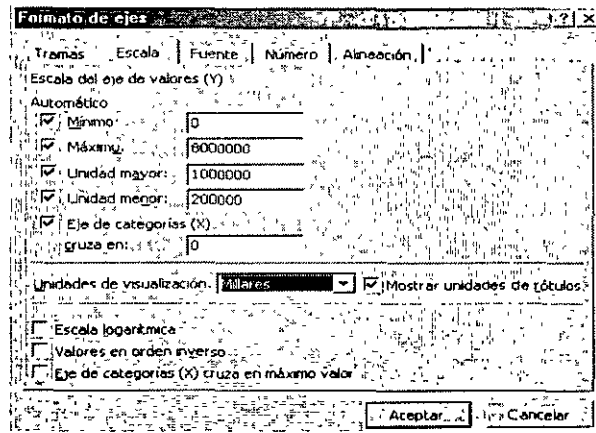 Formato de ejes
Tramas Escala Fuente Número Alineación
Escala del eje de valores (Y)
Automático
Mínimo: 0
Máximo: 6000000
Unidad mayor: 1000000
Unidad menor: 200000
Eje de categorías (X)
cruza en: 0
Unidades de visualización: Millares Mostrar unidades de rótulos
Escala logarítmica
Valores en orden inverso
Eje de categorías (X) cruza en máximo valor
Aceptar Cancelar